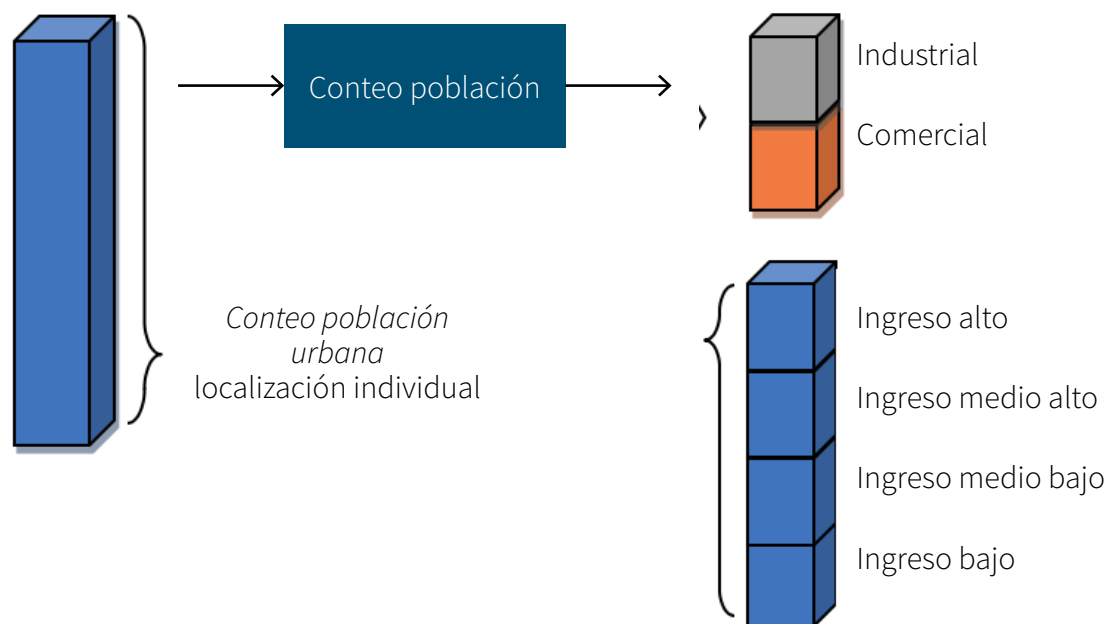 Conteo población
Industrial
Comercial
Conteo población
urbana
localización individual
Ingreso alto
Ingreso medio alto
Ingreso medio bajo
Ingreso bajo